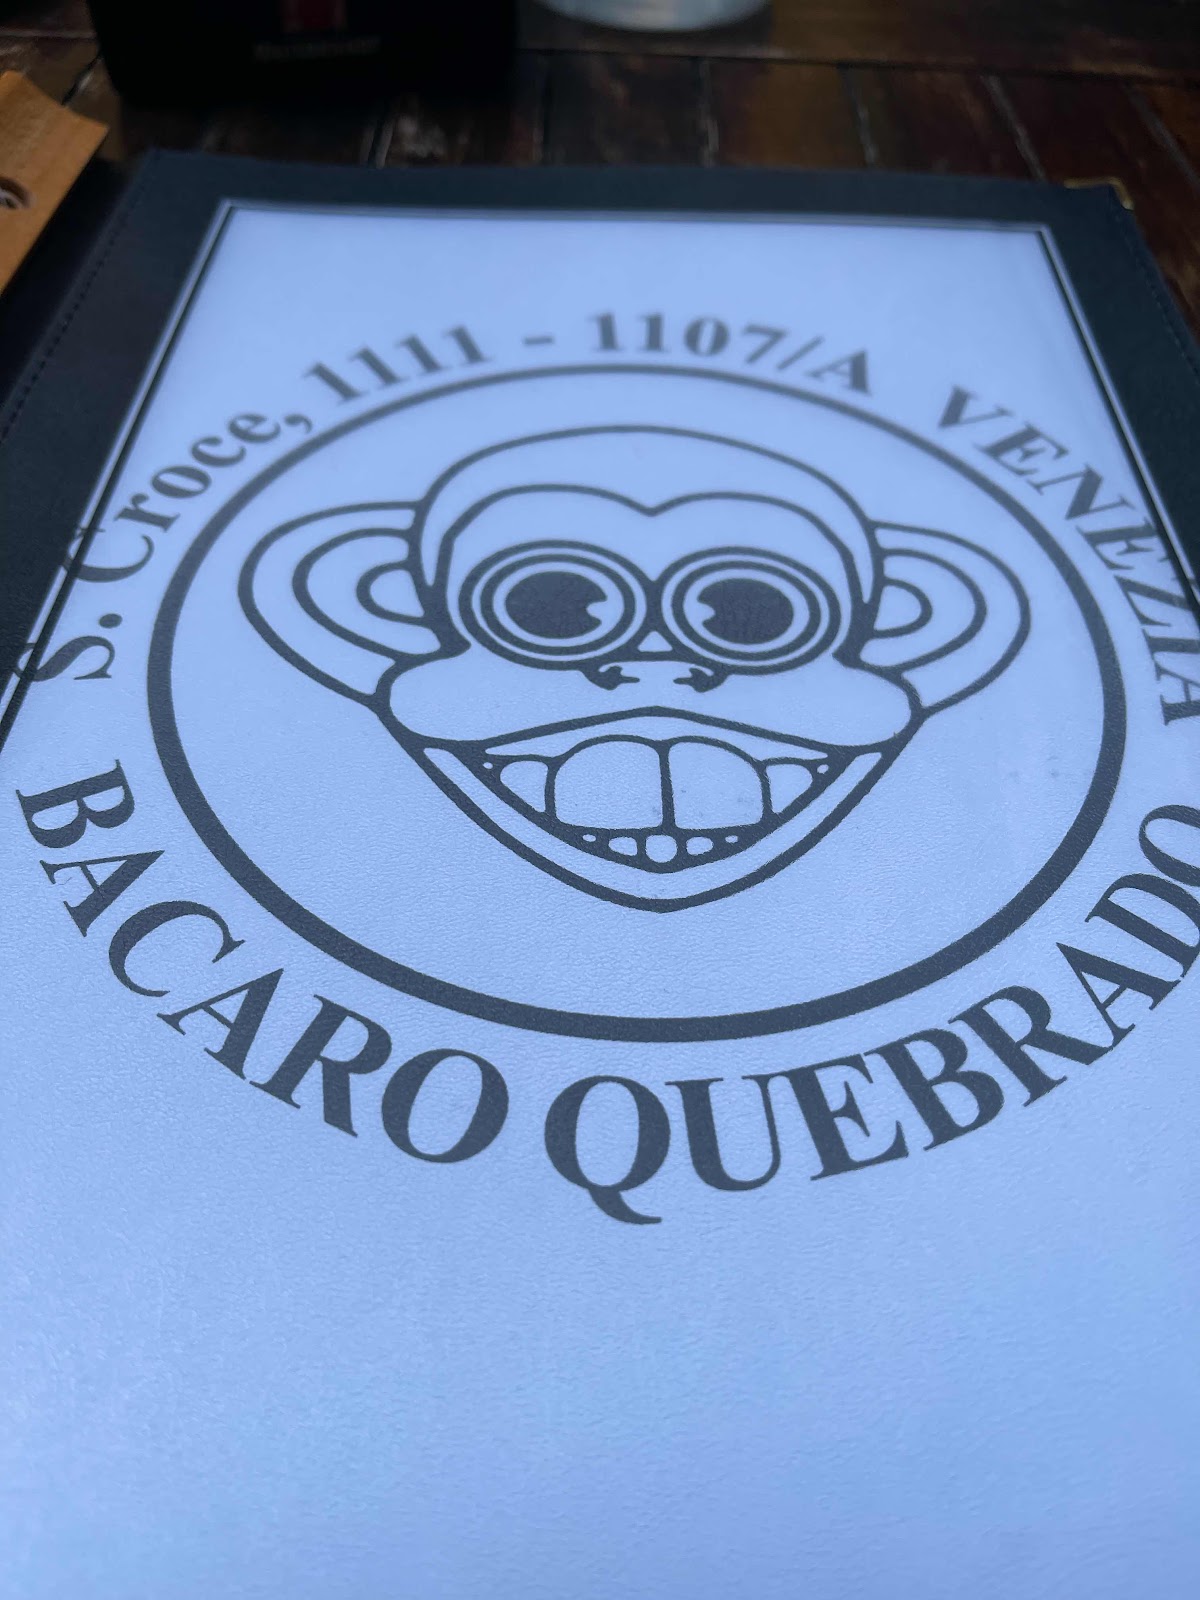 S. Croce, 1111 - 1107/A VENEZIA
BACARO QUEBRADO